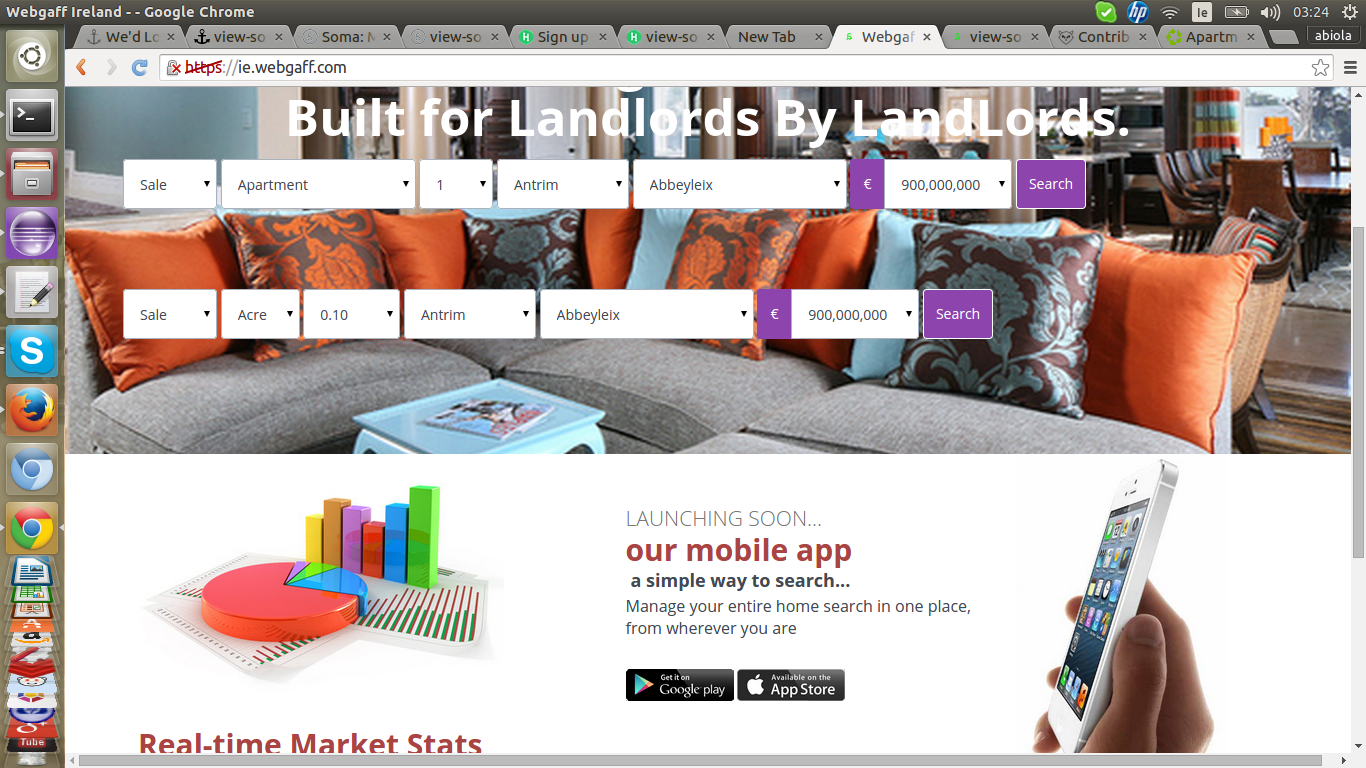 Webgaff Ireland - - Google Chrome
hp
Ie
03:24
We'd Lo
view-so
Soma: M
view-so
Sign up
view-so
New Tab
Webgaf
view-so
Contrib
Apartm
abiola
https://ie.webgaff.com
Built for Landlords By LandLords.
Sale
Apartment
1
Antrim
Abbeyleix
€
900,000,000
Search
Sale
Acre
0.10
Antrim
Abbeyleix
€
900,000,000
Search
LAUNCHING SOON...
our mobile app
a simple way to search...
Manage your entire home search in one place,
from wherever you are
Get it on
Google play
Available on the
App Store
Real-time Market Stats
Tube